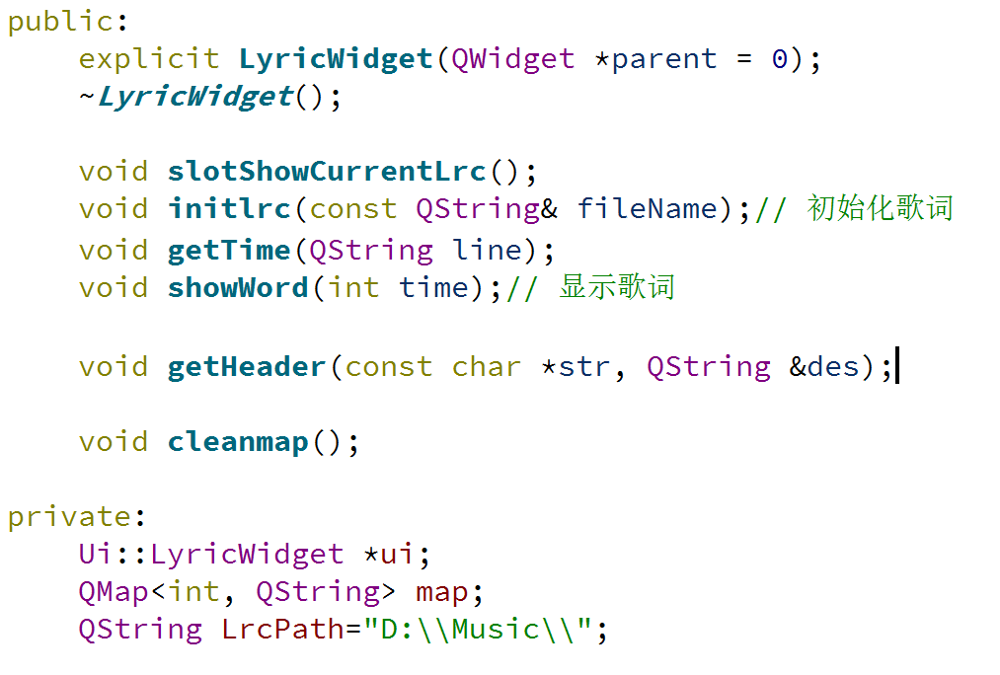 public:
    explicit LyricWidget(QWidget *parent = 0);
    ~LyricWidget();
    void slotShowCurrentLrc();
    void initlrc(const QString& fileName);// 初始化歌词
    void getTime(QString line);
    void showWord(int time);// 显示歌词
    void getHeader(const char *str, QString &des);
    void cleanmap();
private:
    Ui::LyricWidget *ui;
    QMap<int, QString> map;
    QString LrcPath="D:\\Music\\";